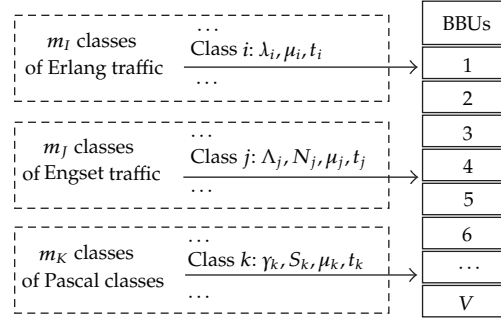 ...
m_I classes
of Erlang traffic
Class i: λ_i, μ_i, t_i
...
...
m_J classes
of Engset traffic
Class j: Λ_j, N_j, μ_j, t_j
...
...
m_K classes
of Pascal classes
Class k: γ_k, S_k, μ_k, t_k
...
BBUs
1
2
3
4
5
6
...
V